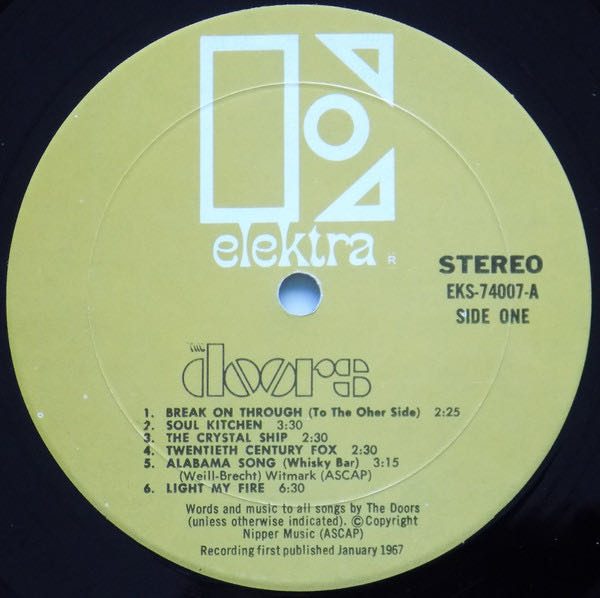 elektra
R
STEREO
EKS-74007-A
SIDE ONE
THE
doors
1. BREAK ON THROUGH (To The Oher Side) 2:25
2. SOUL KITCHEN 3:30
3. THE CRYSTAL SHIP 2:30
4. TWENTIETH CENTURY FOX 2:30
5. ALABAMA SONG (Whisky Bar) 3:15
(Weill-Brecht) Witmark (ASCAP)
6. LIGHT MY FIRE 6:30
Words and music to all songs by The Doors
(unless otherwise indicated). ©Copyright
Nipper Music (ASCAP)
Recording first published January 1967